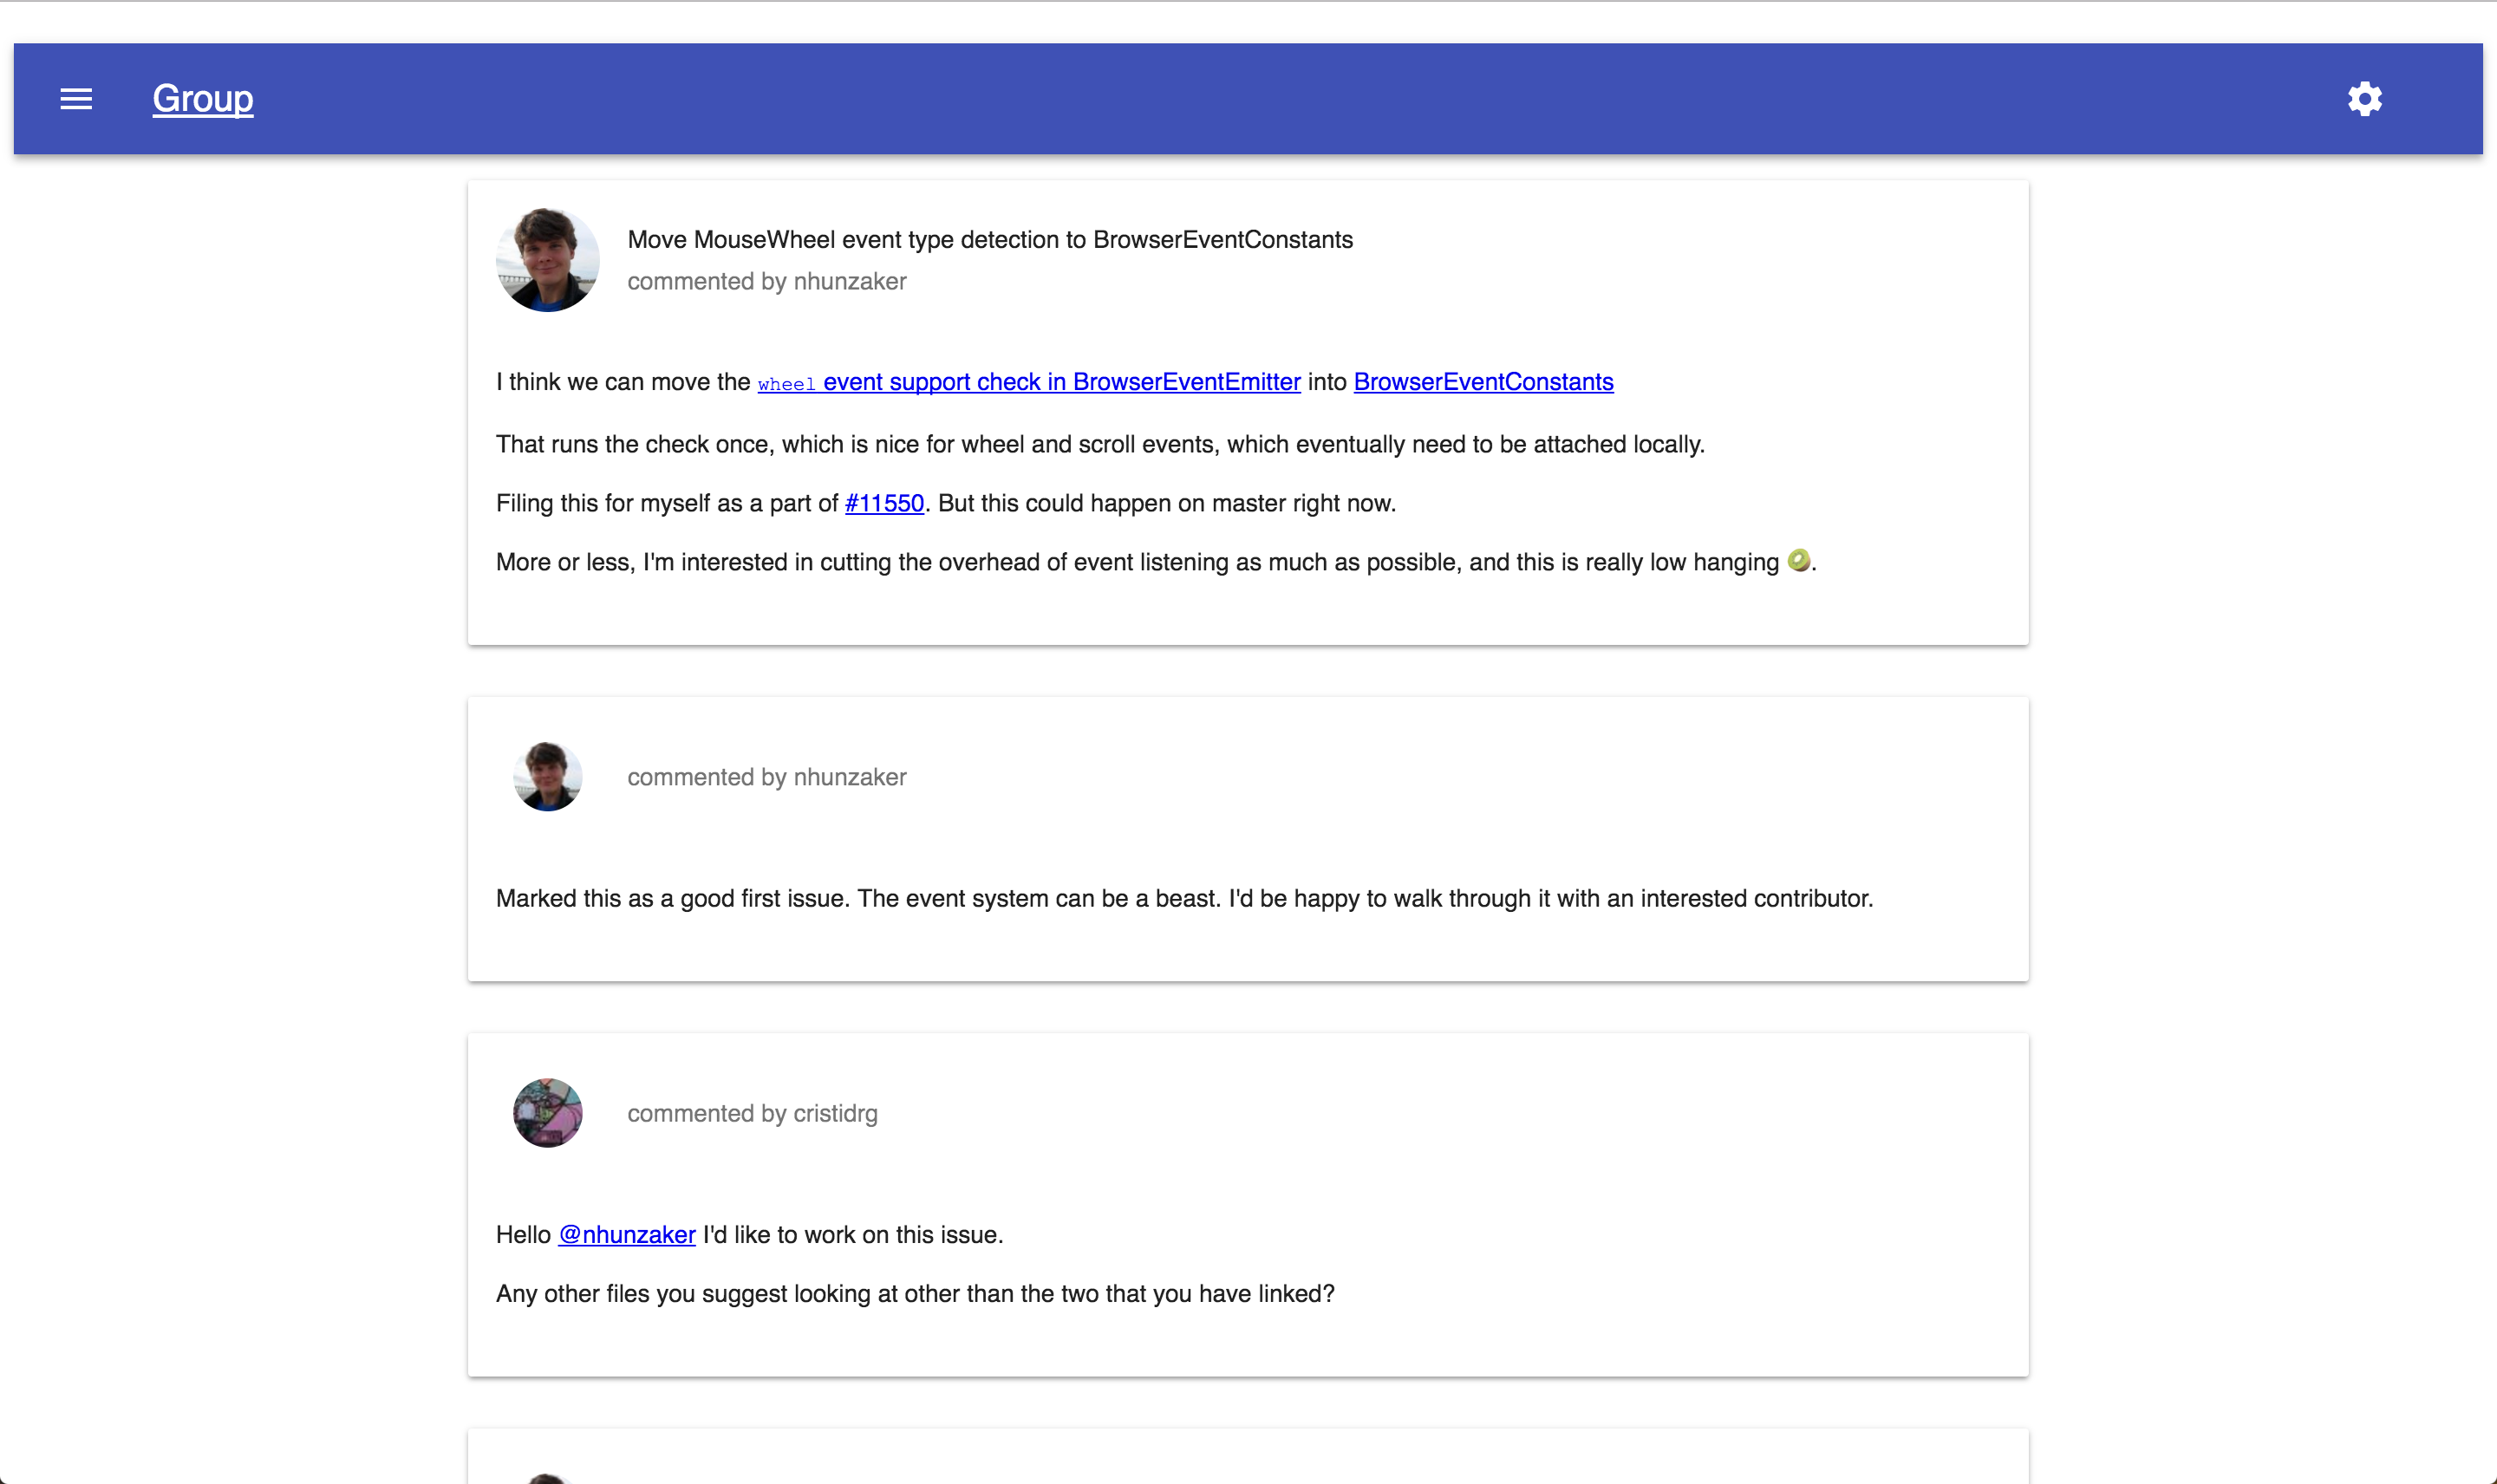 Group
Move MouseWheel event type detection to BrowserEventConstants
commented by nhunzaker
I think we can move the wheel event support check in BrowserEventEmitter into BrowserEventConstants
That runs the check once, which is nice for wheel and scroll events, which eventually need to be attached locally.
Filing this for myself as a part of #11550. But this could happen on master right now.
More or less, I'm interested in cutting the overhead of event listening as much as possible, and this is really low hanging 🥝.
commented by nhunzaker
Marked this as a good first issue. The event system can be a beast. I'd be happy to walk through it with an interested contributor.
commented by cristidrg
Hello @nhunzaker I'd like to work on this issue.
Any other files you suggest looking at other than the two that you have linked?